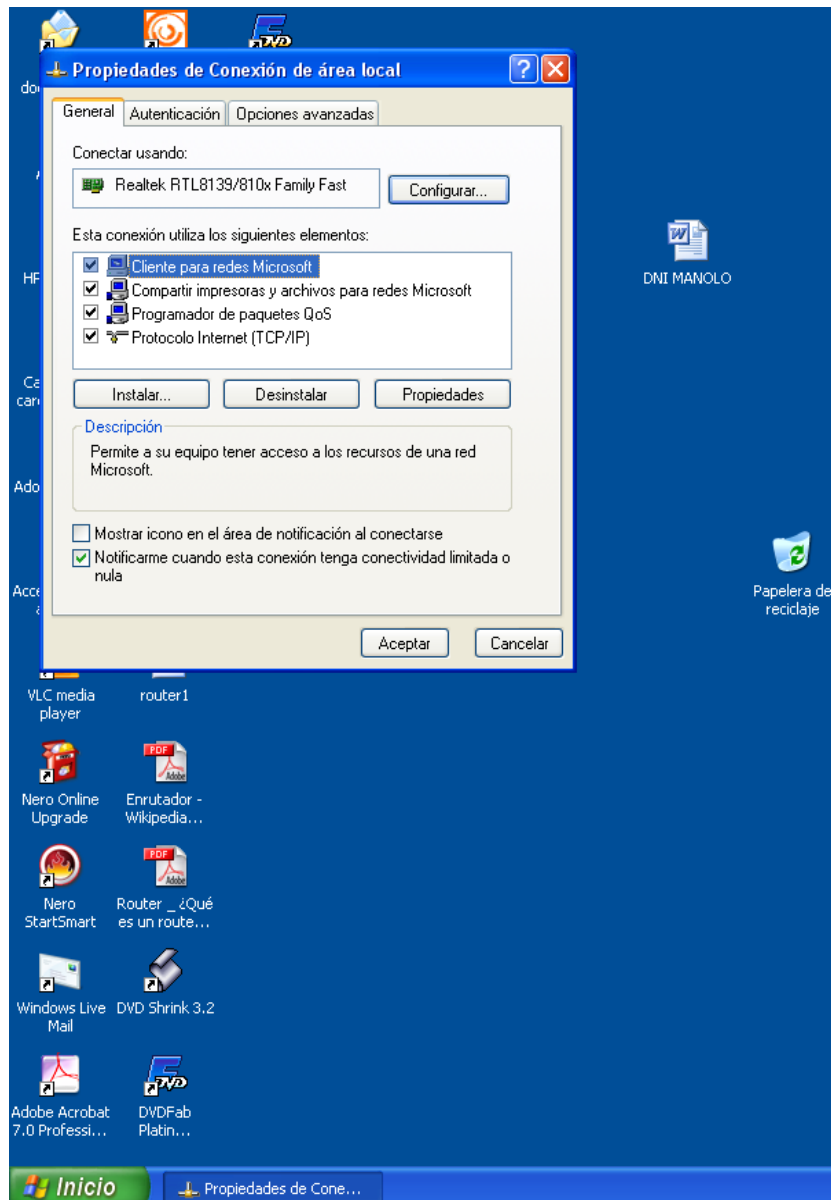 Propiedades de Conexión de área local
General
Autenticación
Opciones avanzadas
Conectar usando:
Realtek RTL8139/810x Family Fast
Configurar...
Esta conexión utiliza los siguientes elementos:
Cliente para redes Microsoft
Compartir impresoras y archivos para redes Microsoft
Programador de paquetes QoS
Protocolo Internet (TCP/IP)
Instalar...
Desinstalar
Propiedades
Descripción
Permite a su equipo tener acceso a los recursos de una red
Microsoft.
Mostrar icono en el área de notificación al conectarse
Notificarme cuando esta conexión tenga conectividad limitada o
nula
Aceptar
Cancelar
DNI MANOLO
Papelera de
reciclaje
VLC media
player
router1
Nero Online
Upgrade
PDF
Adobe
Enrutador -
Wikipedia...
Nero
StartSmart
PDF
Adobe
Router _ ¿Qué
es un route...
Windows Live
Mail
DVD Shrink 3.2
Adobe Acrobat
7.0 Professi...
DVD
DVDFab
Platin...
Inicio
Propiedades de Cone...